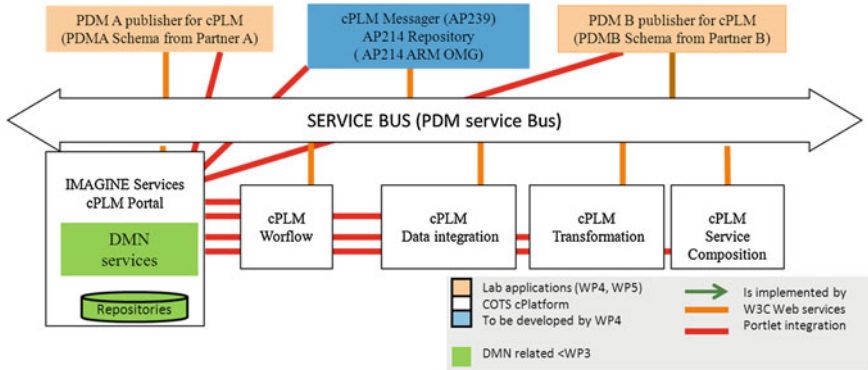 PDM A publisher for cPLM
(PDMA Schema from Partner A)
cPLM Messager (AP239)
AP214 Repository
( AP214 ARM OMG)
PDM B publisher for cPLM
(PDMB Schema from Partner B)
SERVICE BUS (PDM service Bus)
IMAGINE Services
cPLM Portal
DMN
services
Repositories
cPLM
Worflow
cPLM
Data integration
cPLM
Transformation
cPLM
Service
Composition
Lab applications (WP4, WP5)
COTS cPlatform
To be developed by WP4
DMN related <WP3
Is implemented by
W3C Web services
Portlet integration